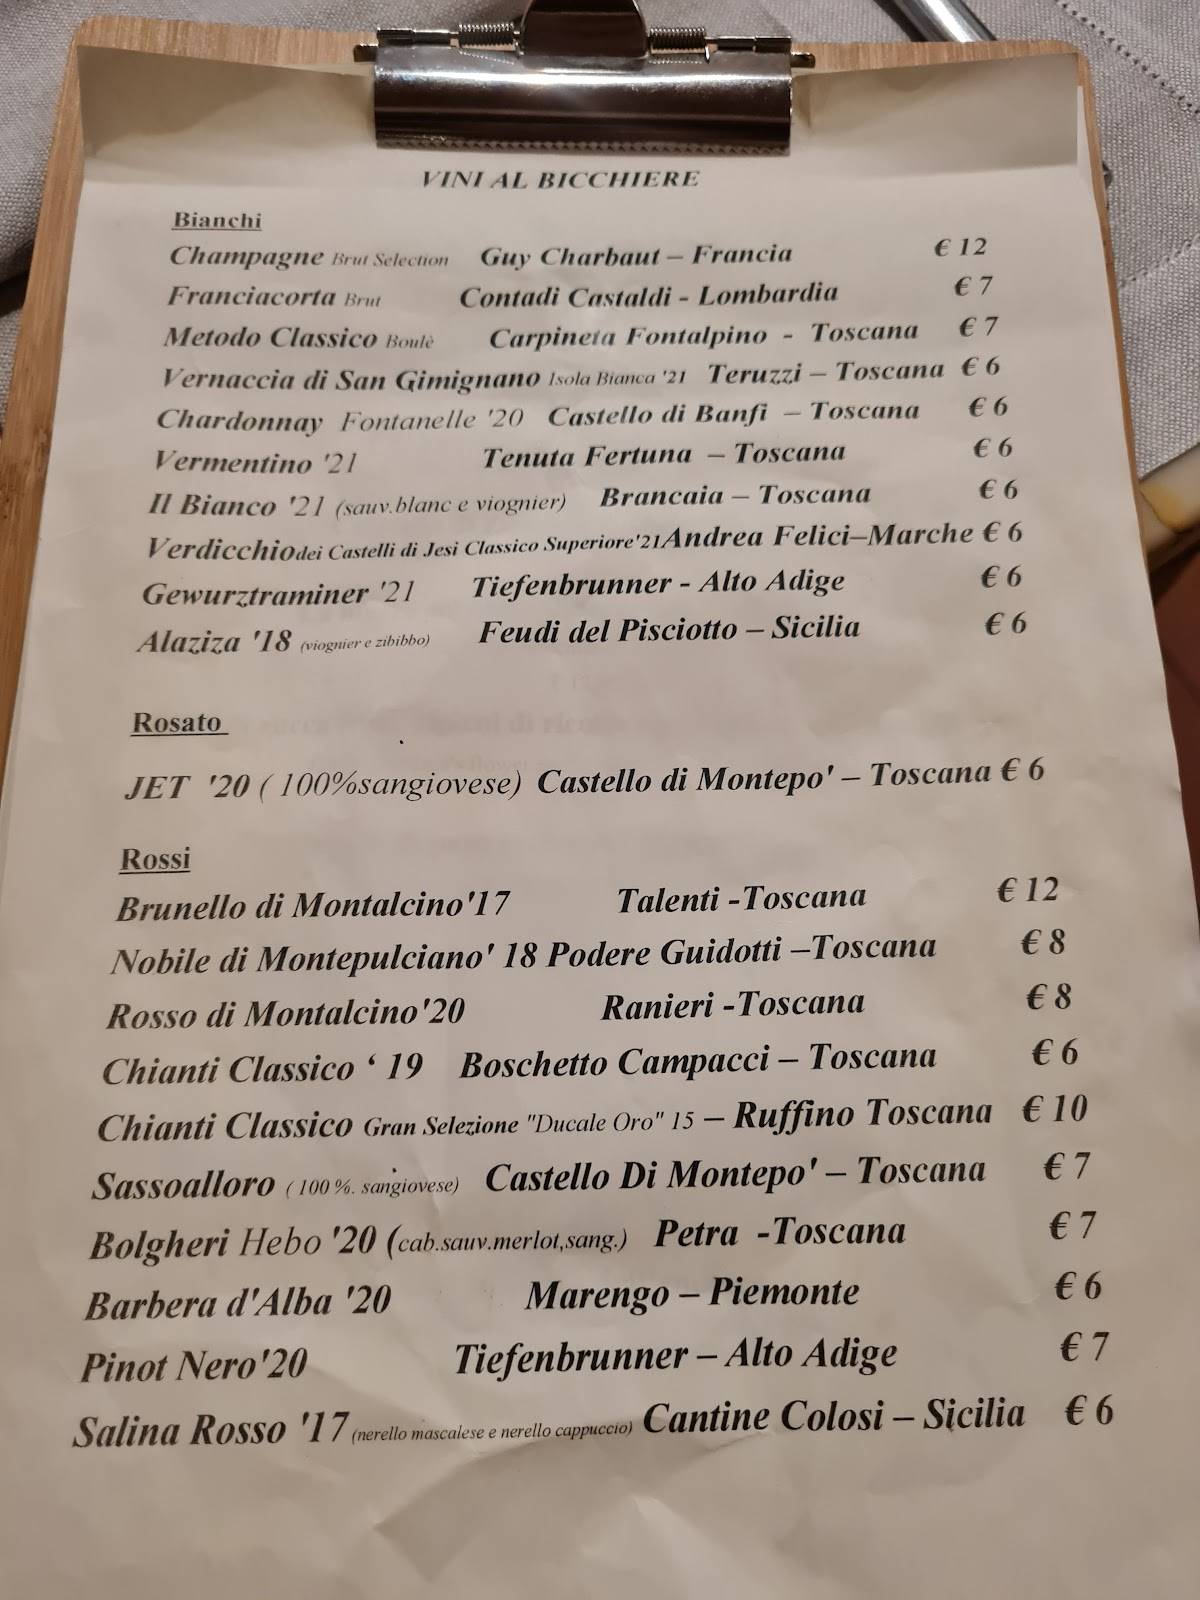 VINI AL BICCHIERE
Bianchi
Champagne Brut Selection Guy Charbaut – Francia € 12
Franciacorta Brut Contadi Castaldi - Lombardia € 7
Metodo Classico Boulè Carpineta Fontalpino - Toscana € 7
Vernaccia di San Gimignano Isola Bianca '21 Teruzzi – Toscana € 6
Chardonnay Fontanelle '20 Castello di Banfi – Toscana € 6
Vermentino '21 Tenuta Fertuna – Toscana € 6
Il Bianco '21 (sauv.blanc e viognier) Brancaia – Toscana € 6
Verdicchio dei Castelli di Jesi Classico Superiore'21 Andrea Felici–Marche € 6
Gewurztraminer '21 Tiefenbrunner - Alto Adige € 6
Alaziza '18 (viognier e zibibbo) Feudi del Pisciotto – Sicilia € 6
Rosato
JET '20 ( 100%sangiovese) Castello di Montepo' – Toscana € 6
Rossi
Brunello di Montalcino'17 Talenti -Toscana € 12
Nobile di Montepulciano' 18 Podere Guidotti –Toscana € 8
Rosso di Montalcino'20 Ranieri -Toscana € 8
Chianti Classico ‘ 19 Boschetto Campacci – Toscana € 6
Chianti Classico Gran Selezione "Ducale Oro" 15 – Ruffino Toscana € 10
Sassoalloro ( 100 %. sangiovese) Castello Di Montepo' – Toscana € 7
Bolgheri Hebo '20 (cab.sauv.merlot,sang.) Petra -Toscana € 7
Barbera d'Alba '20 Marengo – Piemonte € 6
Pinot Nero'20 Tiefenbrunner – Alto Adige € 7
Salina Rosso '17 (nerello mascalese e nerello cappuccio) Cantine Colosi – Sicilia € 6